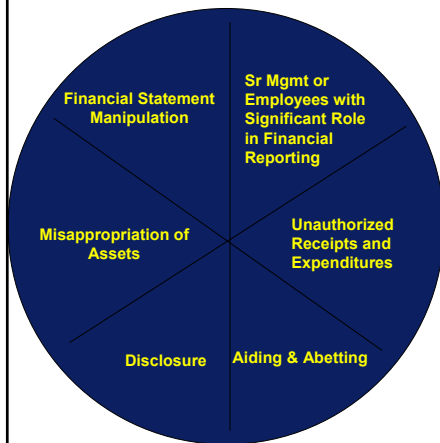 Financial Statement
Manipulation
Sr Mgmt or
Employees with
Significant Role
in Financial
Reporting
Misappropriation of
Assets
Unauthorized
Receipts and
Expenditures
Disclosure
Aiding & Abetting